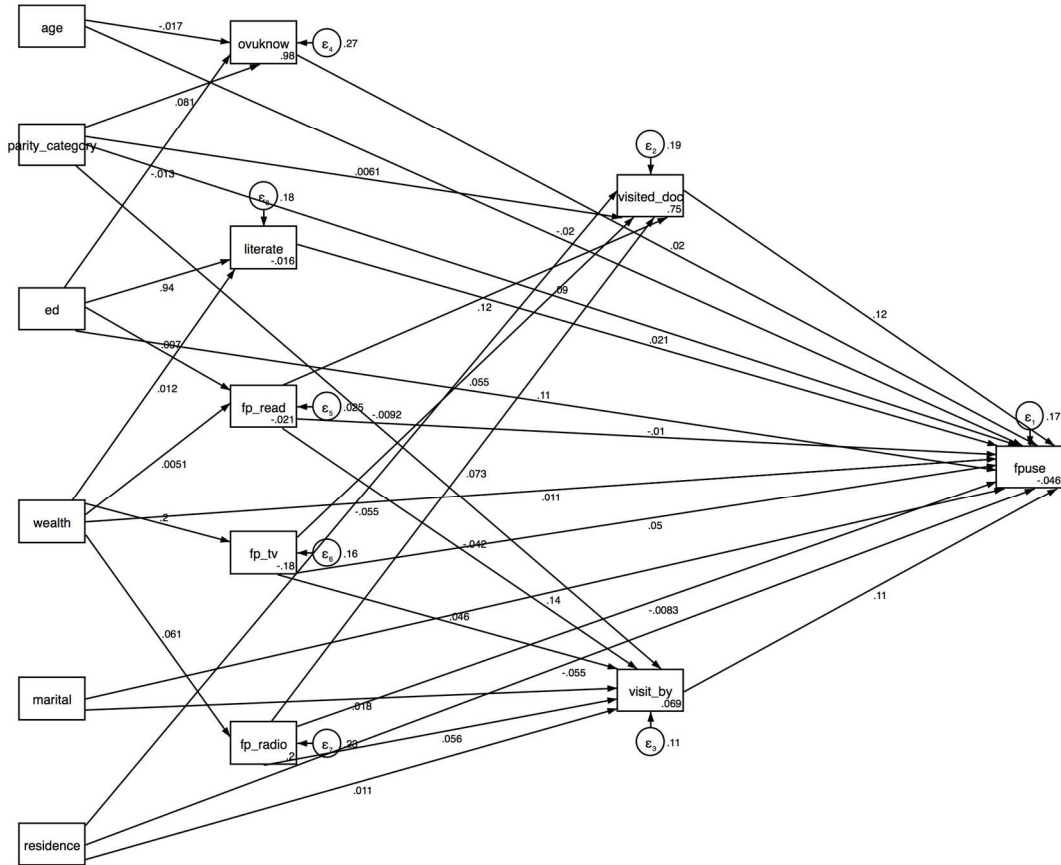 age
-.017
ovuknow
.98
ε4
.27
.081
parity_category
-.013
.0061
ε2
.19
visited_doc
.75
ε8
.18
literate
-.016
-.02
.02
.94
ed
.09
.12
.12
.021
.097
.012
.055
.11
fp_read
-.021
ε5
.025
-.0092
-.01
ε1
.17
fpuse
-.046
.0051
.073
.011
wealth
.2
-.055
.05
fp_tv
-.18
ε6
.16
-.042
.14
-.0083
.11
.061
.046
-.055
visit_by
.069
marital
.018
fp_radio
.2
ε7
.23
.056
ε3
.11
.011
residence